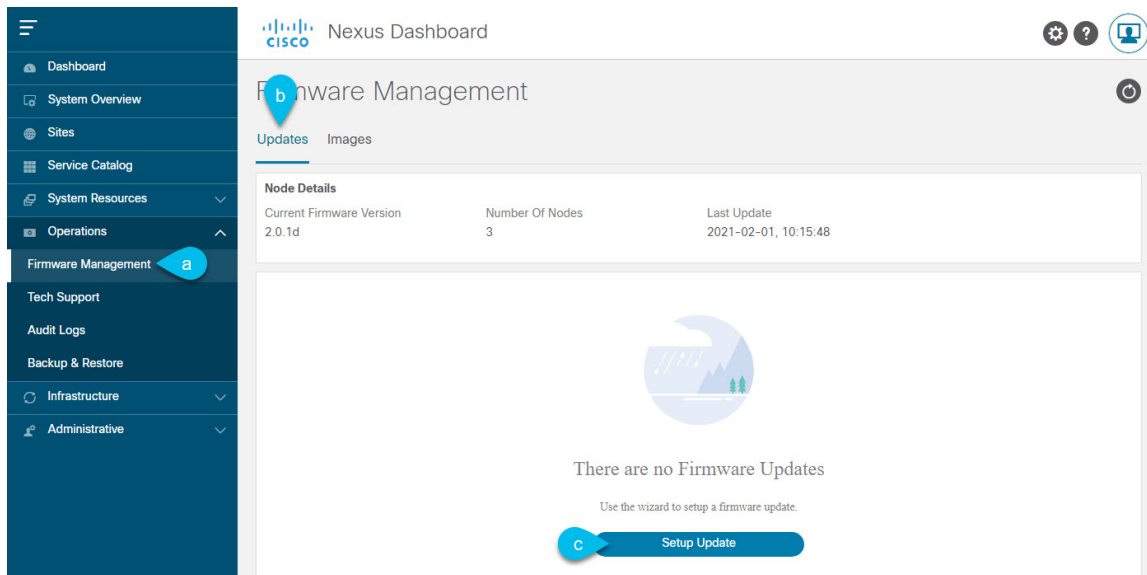 CISCO Nexus Dashboard
Dashboard
System Overview
Sites
Service Catalog
System Resources
Operations
Firmware Management
a
Tech Support
Audit Logs
Backup & Restore
Infrastructure
Administrative
?
Management
b
Updates Images
Node Details
Current Firmware Version Number Of Nodes Last Update
2.0.1d 3 2021-02-01, 10:15:48
There are no Firmware Updates
Use the wizard to setup a firmware update.
c
Setup Update